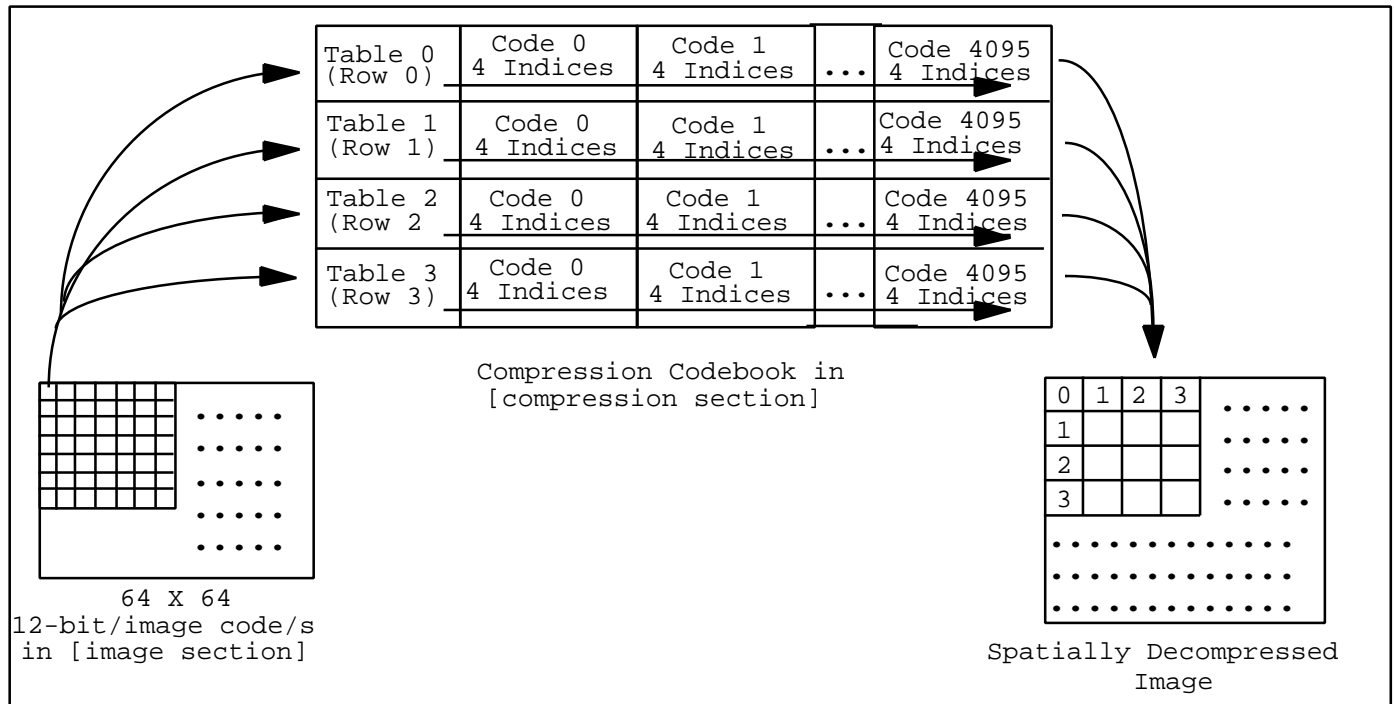 Table 0 Code 0 Code 1 Code 4095
(Row 0) 4 Indices 4 Indices ... 4 Indices
Table 1 Code 0 Code 1 Code 4095
(Row 1) 4 Indices 4 Indices ... 4 Indices
Table 2 Code 0 Code 1 Code 4095
(Row 2 4 Indices 4 Indices ... 4 Indices
Table 3 Code 0 Code 1 Code 4095
(Row 3) 4 Indices 4 Indices ... 4 Indices
Compression Codebook in
[compression section]
64 X 64
12-bit/image code/s
in [image section]
0 1 2 3
1
2
3
Spatially Decompressed
Image